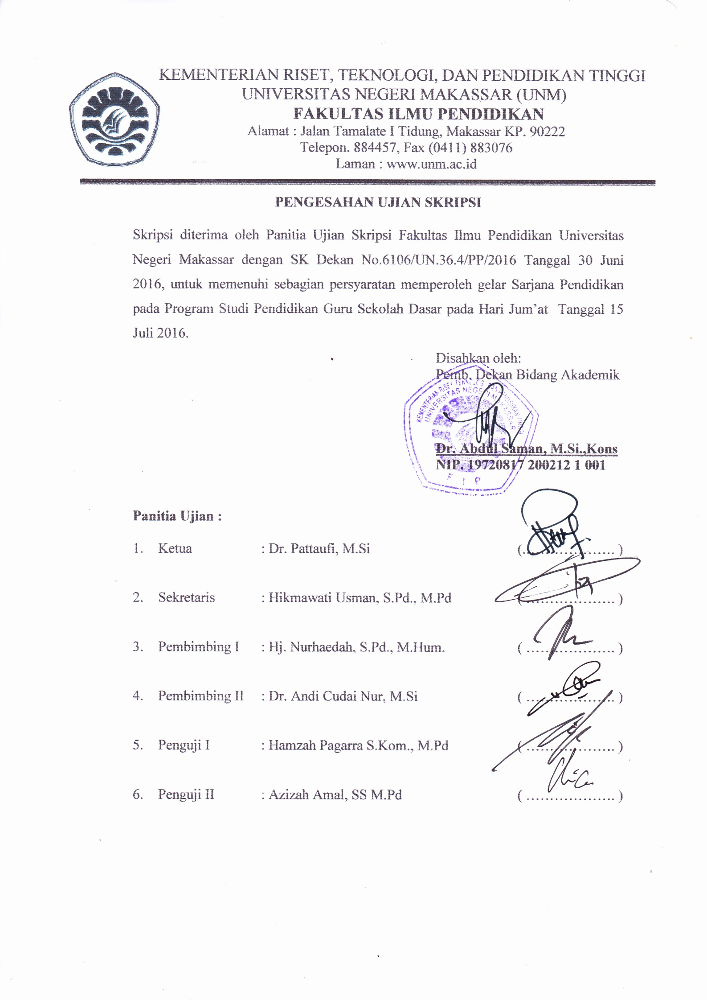 KEMENTERIAN RISET, TEKNOLOGI, DAN PENDIDIKAN TINGGI
UNIVERSITAS NEGERI MAKASSAR (UNM)
FAKULTAS ILMU PENDIDIKAN
Alamat : Jalan Tamalate I Tidung, Makassar KP. 90222
Telepon. 884457, Fax (0411) 883076
Laman : www.unm.ac.id
PENGESAHAN UJIAN SKRIPSI
Skripsi diterima oleh Panitia Ujian Skripsi Fakultas Ilmu Pendidikan Universitas
Negeri Makassar dengan SK Dekan No.6106/UN.36.4/PP/2016 Tanggal 30 Juni
2016, untuk memenuhi sebagian persyaratan memperoleh gelar Sarjana Pendidikan
pada Program Studi Pendidikan Guru Sekolah Dasar pada Hari Jum’at Tanggal 15
Juli 2016.
Disahkan oleh:
Pemb. Dekan Bidang Akademik
KEMENTERIAN RISET TEKNOLOGI DAN PENDIDIKAN TINGGI
UNIVERSITAS NEGERI MAKASSAR
Dr. Abdul Saman, M.Si.,Kons
NIP. 19720817 200212 1 001
F I P
Panitia Ujian :
1. Ketua : Dr. Pattaufi, M.Si (.....................)
2. Sekretaris : Hikmawati Usman, S.Pd., M.Pd ( ................... )
3. Pembimbing I : Hj. Nurhaedah, S.Pd., M.Hum. ( ................... )
4. Pembimbing II : Dr. Andi Cudai Nur, M.Si ( ................... )
5. Penguji I : Hamzah Pagarra S.Kom., M.Pd ( ................... )
6. Penguji II : Azizah Amal, SS M.Pd ( ................... )